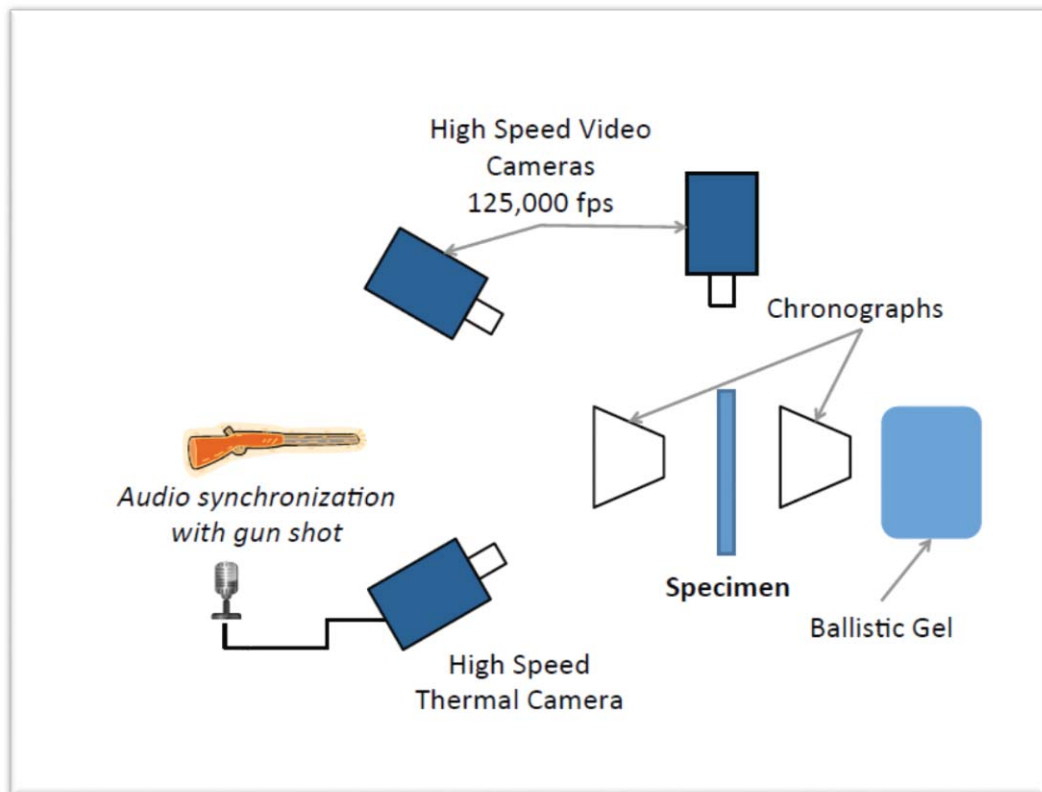 High Speed Video
Cameras
125,000 fps
Chronographs
Audio synchronization
with gun shot
Specimen
Ballistic Gel
High Speed
Thermal Camera